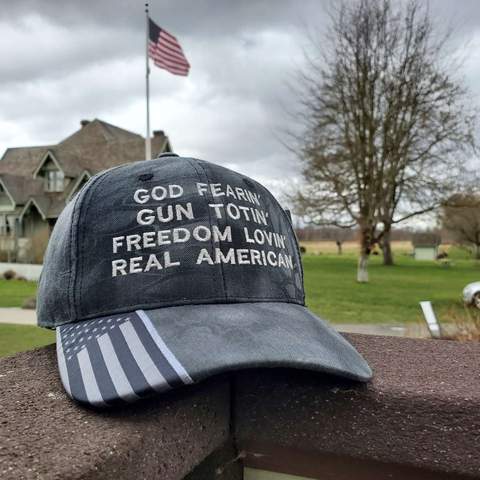 GOD FEARIN'
GUN TOTIN'
FREEDOM LOVIN'
REAL AMERICAN